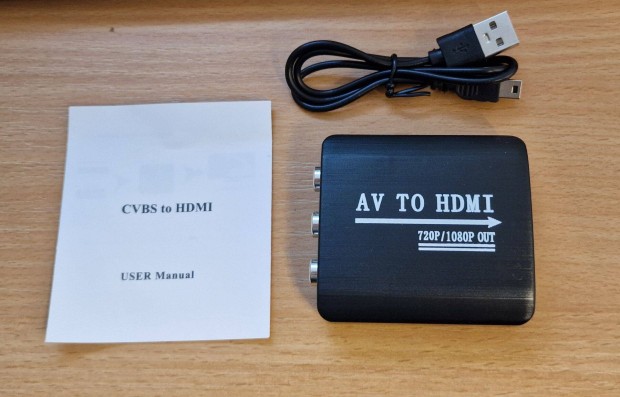 CVBS to HDMI
USER Manual
AV TO HDMI
720P/1080P OUT